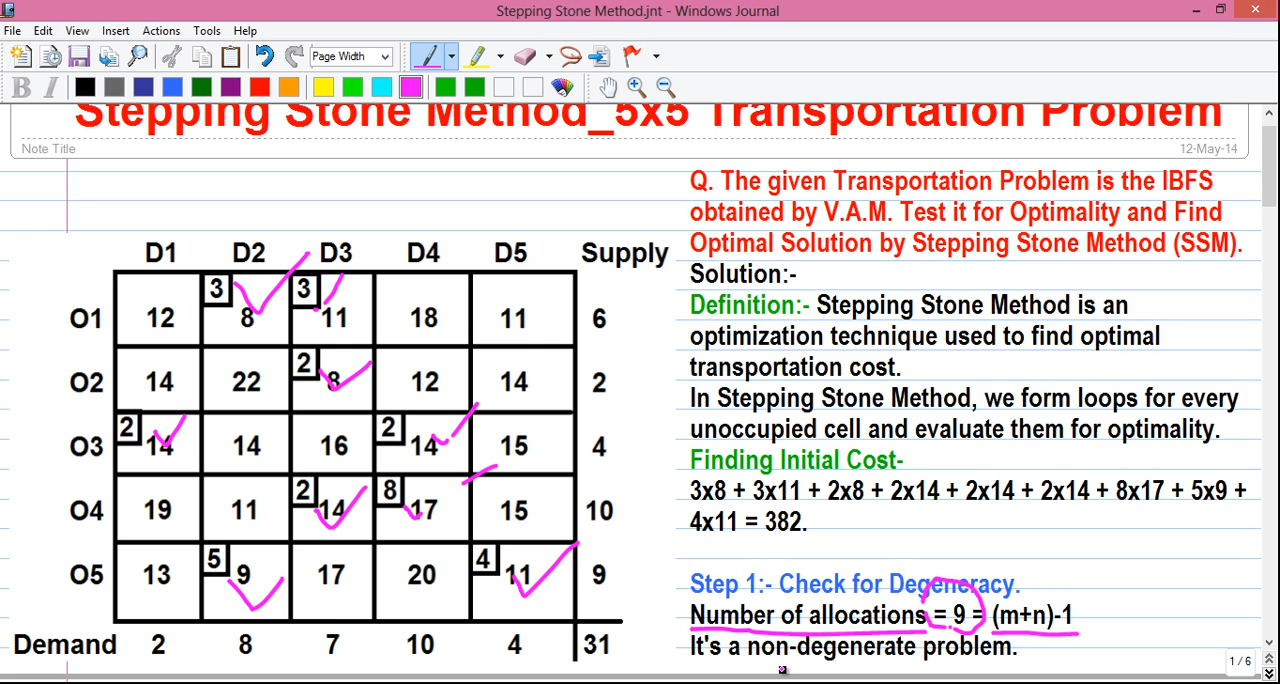 Stepping Stone Method.jnt - Windows Journal
File Edit View Insert Actions Tools Help
Page Width
B I
Stepping Stone Method_5x5 Transportation Problem
Note Title
12-May-14
D1 D2 D3 D4 D5 Supply
O1 12 3 8 3 11 18 11 6
O2 14 22 2 8 12 14 2
O3 2 14 14 16 2 14 15 4
O4 19 11 2 14 8 17 15 10
O5 13 5 9 17 20 4 11 9
Demand 2 8 7 10 4 31
Q. The given Transportation Problem is the IBFS
obtained by V.A.M. Test it for Optimality and Find
Optimal Solution by Stepping Stone Method (SSM).
Solution:-
Definition:- Stepping Stone Method is an
optimization technique used to find optimal
transportation cost.
In Stepping Stone Method, we form loops for every
unoccupied cell and evaluate them for optimality.
Finding Initial Cost-
3x8 + 3x11 + 2x8 + 2x14 + 2x14 + 2x14 + 8x17 + 5x9 +
4x11 = 382.
Step 1:- Check for Degeneracy.
Number of allocations = 9 = (m+n)-1
It's a non-degenerate problem.
1 / 6